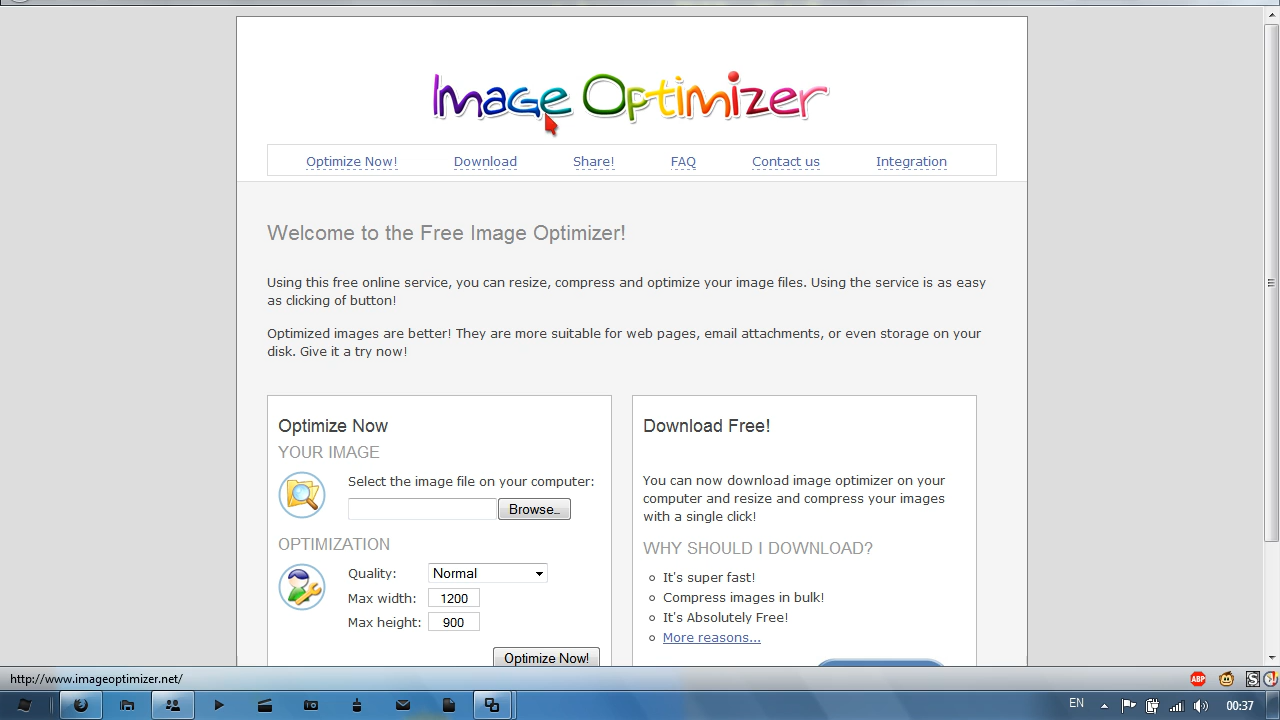 Image Optimizer
Optimize Now! Download Share! FAQ Contact us Integration
Welcome to the Free Image Optimizer!
Using this free online service, you can resize, compress and optimize your image files. Using the service is as easy
as clicking of button!
Optimized images are better! They are more suitable for web pages, email attachments, or even storage on your
disk. Give it a try now!
Optimize Now
YOUR IMAGE
Select the image file on your computer:
Browse...
OPTIMIZATION
Quality: Normal
Max width: 1200
Max height: 900
Optimize Now!
Download Free!
You can now download image optimizer on your
computer and resize and compress your images
with a single click!
WHY SHOULD I DOWNLOAD?
It's super fast!
Compress images in bulk!
It's Absolutely Free!
More reasons...
http://www.imageoptimizer.net/
ABP
S
EN
00:37